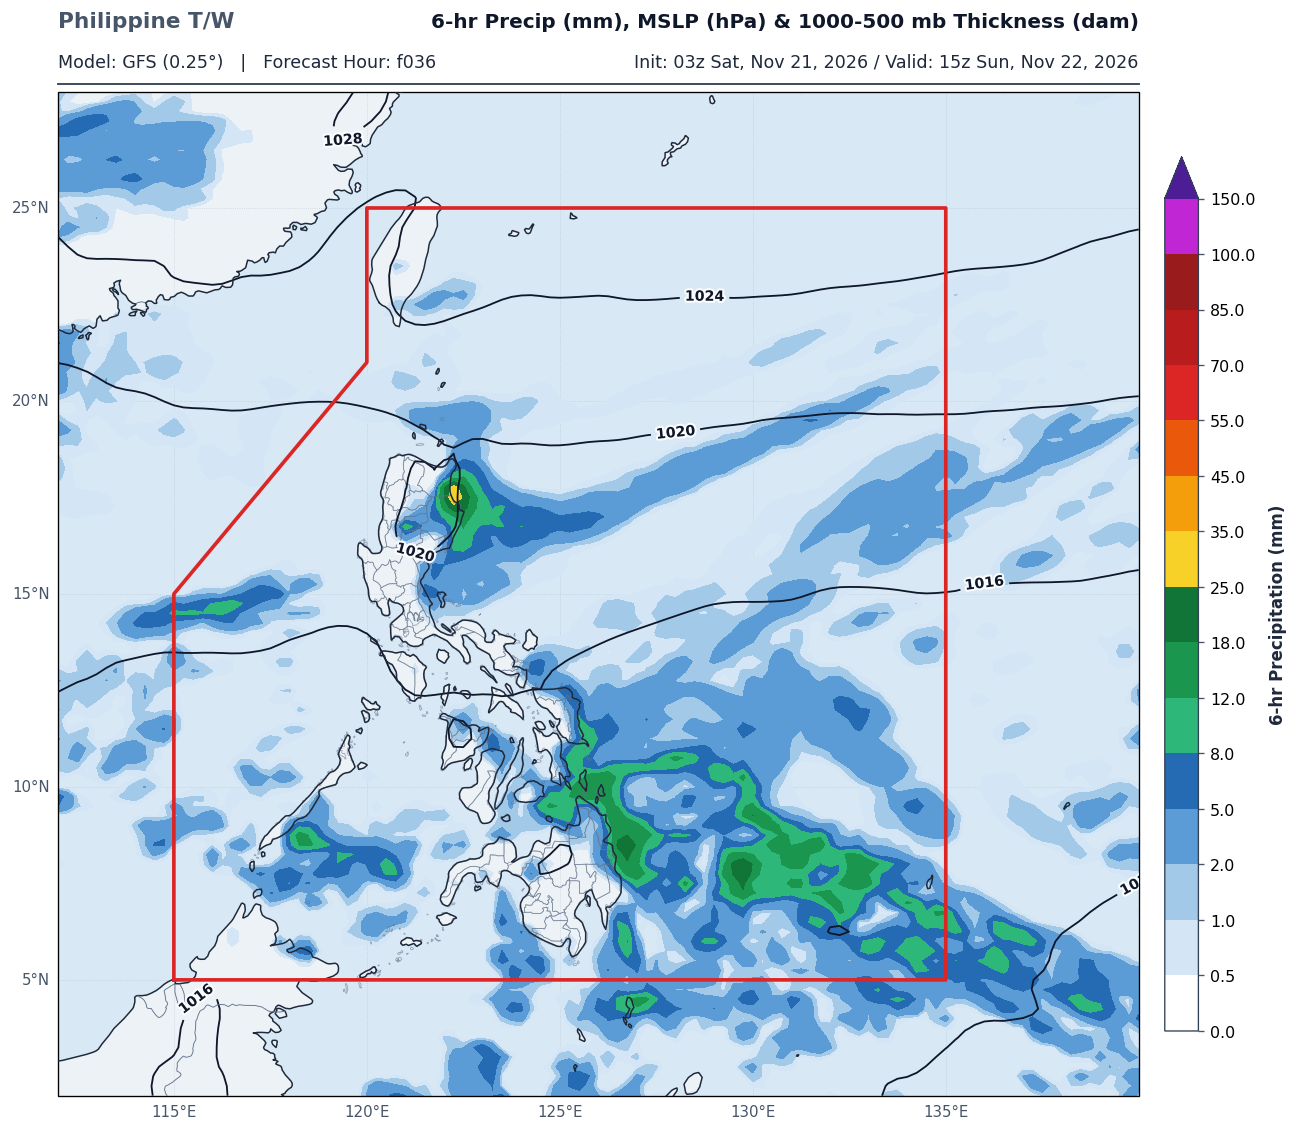 Philippine T/W
6-hr Precip (mm), MSLP (hPa) & 1000-500 mb Thickness (dam)
Model: GFS (0.25°) | Forecast Hour: f036
Init: 03z Sat, Nov 21, 2026 / Valid: 15z Sun, Nov 22, 2026
1028
1024
1020
1020
1016
1016
25°N
20°N
15°N
10°N
5°N
115°E
120°E
125°E
130°E
135°E
150.0
100.0
85.0
70.0
55.0
45.0
35.0
25.0
18.0
12.0
8.0
5.0
2.0
1.0
0.5
0.0
6-hr Precipitation (mm)